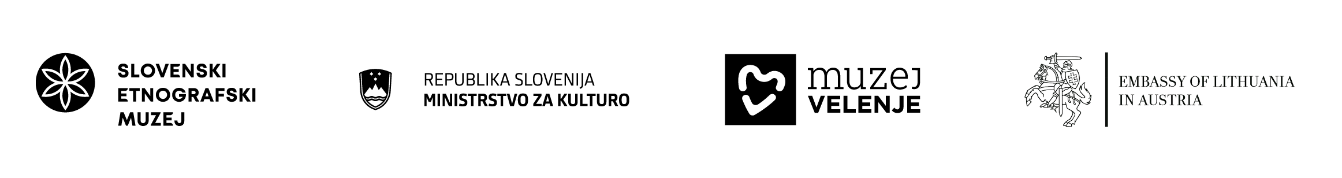 SLOVENSKI
ETNOGRAFSKI
MUZEJ
REPUBLIKA SLOVENIJA
MINISTRSTVO ZA KULTURO
muzej
VELENJE
EMBASSY OF LITHUANIA
IN AUSTRIA